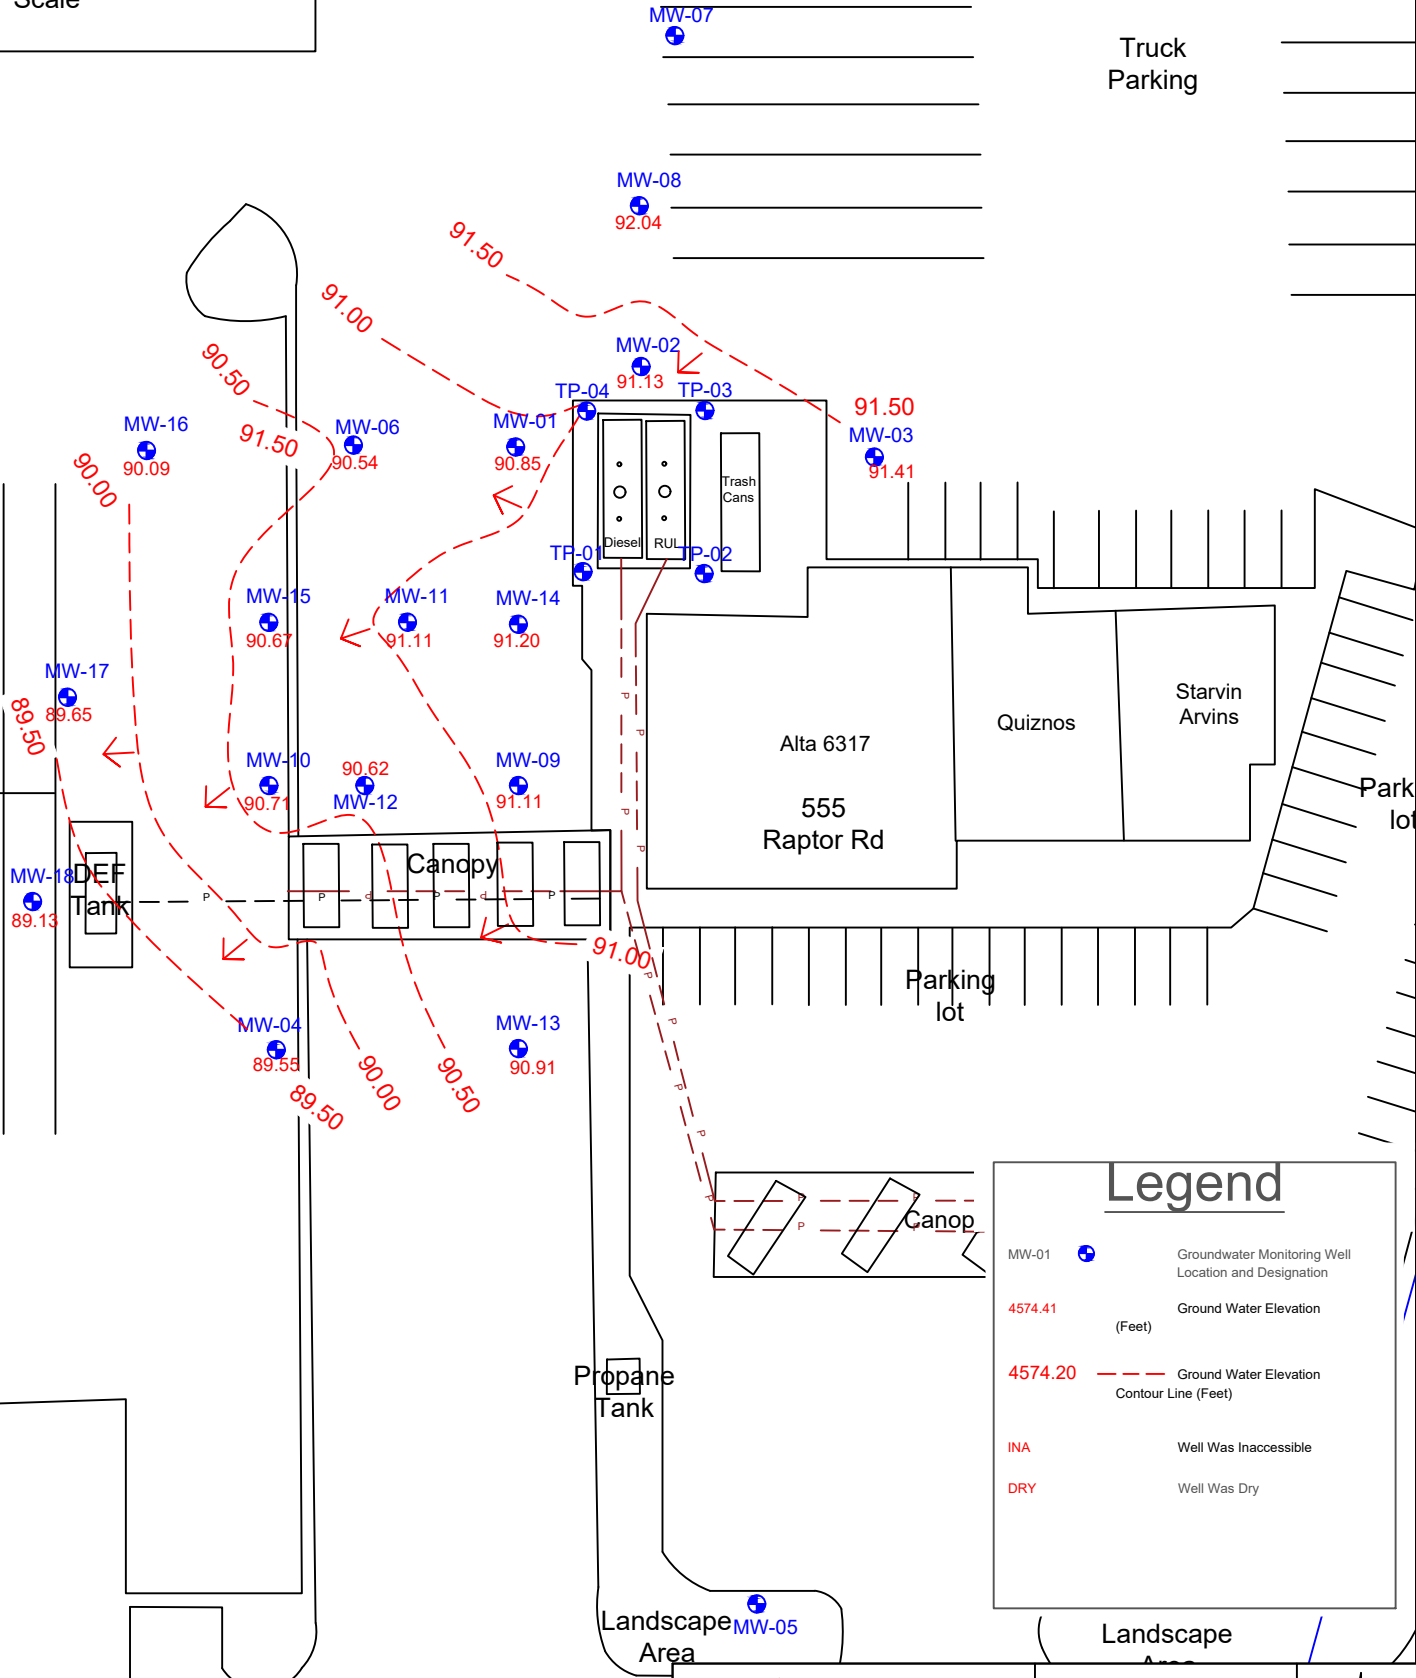 Scale
MW-07
Truck
Parking
MW-08
92.04
91.50
91.00
90.50
MW-02
91.13
TP-04
TP-03
91.50
MW-03
91.41
MW-16
90.09
91.50
MW-06
90.54
MW-01
90.85
90.00
Trash
Cans
Diesel
RUL
TP-01
TP-02
MW-15
90.67
MW-11
91.11
MW-14
91.20
MW-17
89.65
89.50
Alta 6317
555
Raptor Rd
Quiznos
Starvin
Arvins
P
P
P
P
MW-10
90.71
90.62
MW-12
MW-09
91.11
Park
lot
Canopy
MW-18
89.13
DEF
Tank
P
P
P
P
P
P
91.00
P
P
P
P
Parking
lot
MW-04
89.55
89.50
90.00
90.50
MW-13
90.91
P
P
P
P
P
Canop
Legend
MW-01
Groundwater Monitoring Well
Location and Designation
4574.41
Ground Water Elevation
(Feet)
4574.20
Ground Water Elevation
Contour Line (Feet)
INA
Well Was Inaccessible
DRY
Well Was Dry
Propane
Tank
Landscape
Area
MW-05
Landscape
Area